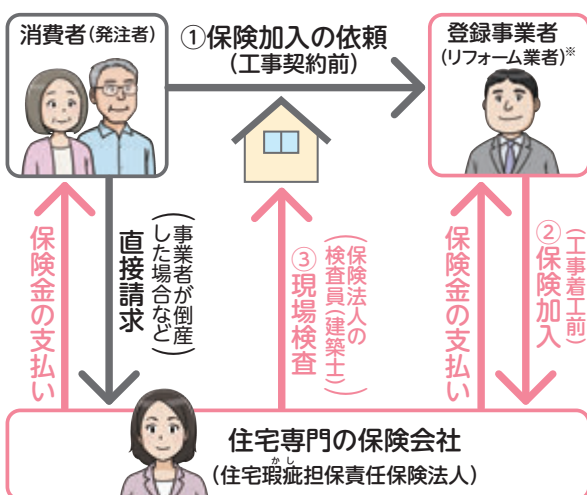 消費者(発注者)
①保険加入の依頼
(工事契約前)
登録事業者
(リフォーム業者)※
保険金の支払い
直接請求
(事業者が倒産
した場合など)
③現場検査
(保険法人の
検査員(建築士))
保険金の支払い
②保険加入
(工事着工前)
住宅専門の保険会社
(住宅瑕疵担保責任保険法人)
かし